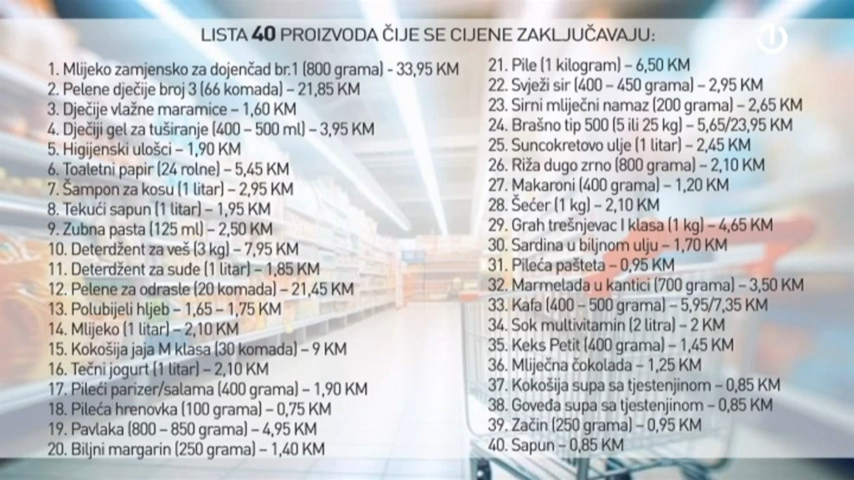 LISTA 40 PROIZVODA ČIJE SE CIJENE ZAKLJUČAVAJU:
1. Mlijeko zamjensko za dojenčad br.1 (800 grama) - 33,95 KM
2. Pelene dječije broj 3 (66 komada) – 21,85 KM
3. Dječije vlažne maramice – 1,60 KM
4. Dječiji gel za tuširanje (400 – 500 ml) – 3,95 KM
5. Higijenski ulošci – 1,90 KM
6. Toaletni papir (24 rolne) – 5,45 KM
7. Šampon za kosu (1 litar) – 2,95 KM
8. Tekući sapun (1 litar) – 1,95 KM
9. Zubna pasta (125 ml) – 2,50 KM
10. Deterdžent za veš (3 kg) – 7,95 KM
11. Deterdžent za sude (1 litar) – 1,85 KM
12. Pelene za odrasle (20 komada) – 21,45 KM
13. Polubijeli hljeb – 1,65 – 1,75 KM
14. Mlijeko (1 litar) – 2,10 KM
15. Kokošija jaja M klasa (30 komada) – 9 KM
16. Tečni jogurt (1 litar) – 2,10 KM
17. Pileći parizer/salama (400 grama) – 1,90 KM
18. Pileća hrenovka (100 grama) – 0,75 KM
19. Pavlaka (800 – 850 grama) – 4,95 KM
20. Biljni margarin (250 grama) – 1,40 KM
21. Pile (1 kilogram) – 6,50 KM
22. Svježi sir (400 – 450 grama) – 2,95 KM
23. Sirni mliječni namaz (200 grama) – 2,65 KM
24. Brašno tip 500 (5 ili 25 kg) – 5,65/23,95 KM
25. Suncokretovo ulje (1 litar) – 2,45 KM
26. Riža dugo zrno (800 grama) – 2,10 KM
27. Makaroni (400 grama) – 1,20 KM
28. Šećer (1 kg) – 2,10 KM
29. Grah trešnjevac I klasa (1 kg) – 4,65 KM
30. Sardina u biljnom ulju – 1,70 KM
31. Pileća pašteta – 0,95 KM
32. Marmelada u kantici (700 grama) – 3,50 KM
33. Kafa (400 – 500 grama) – 5,95/7,35 KM
34. Sok multivitamin (2 litra) – 2 KM
35. Keks Petit (400 grama) – 1,45 KM
36. Mliječna čokolada – 1,25 KM
37. Kokošija supa sa tjesteninjom – 0,85 KM
38. Goveđa supa sa tjesteninjom – 0,85 KM
39. Začin (250 grama) – 0,95 KM
40. Sapun – 0,85 KM